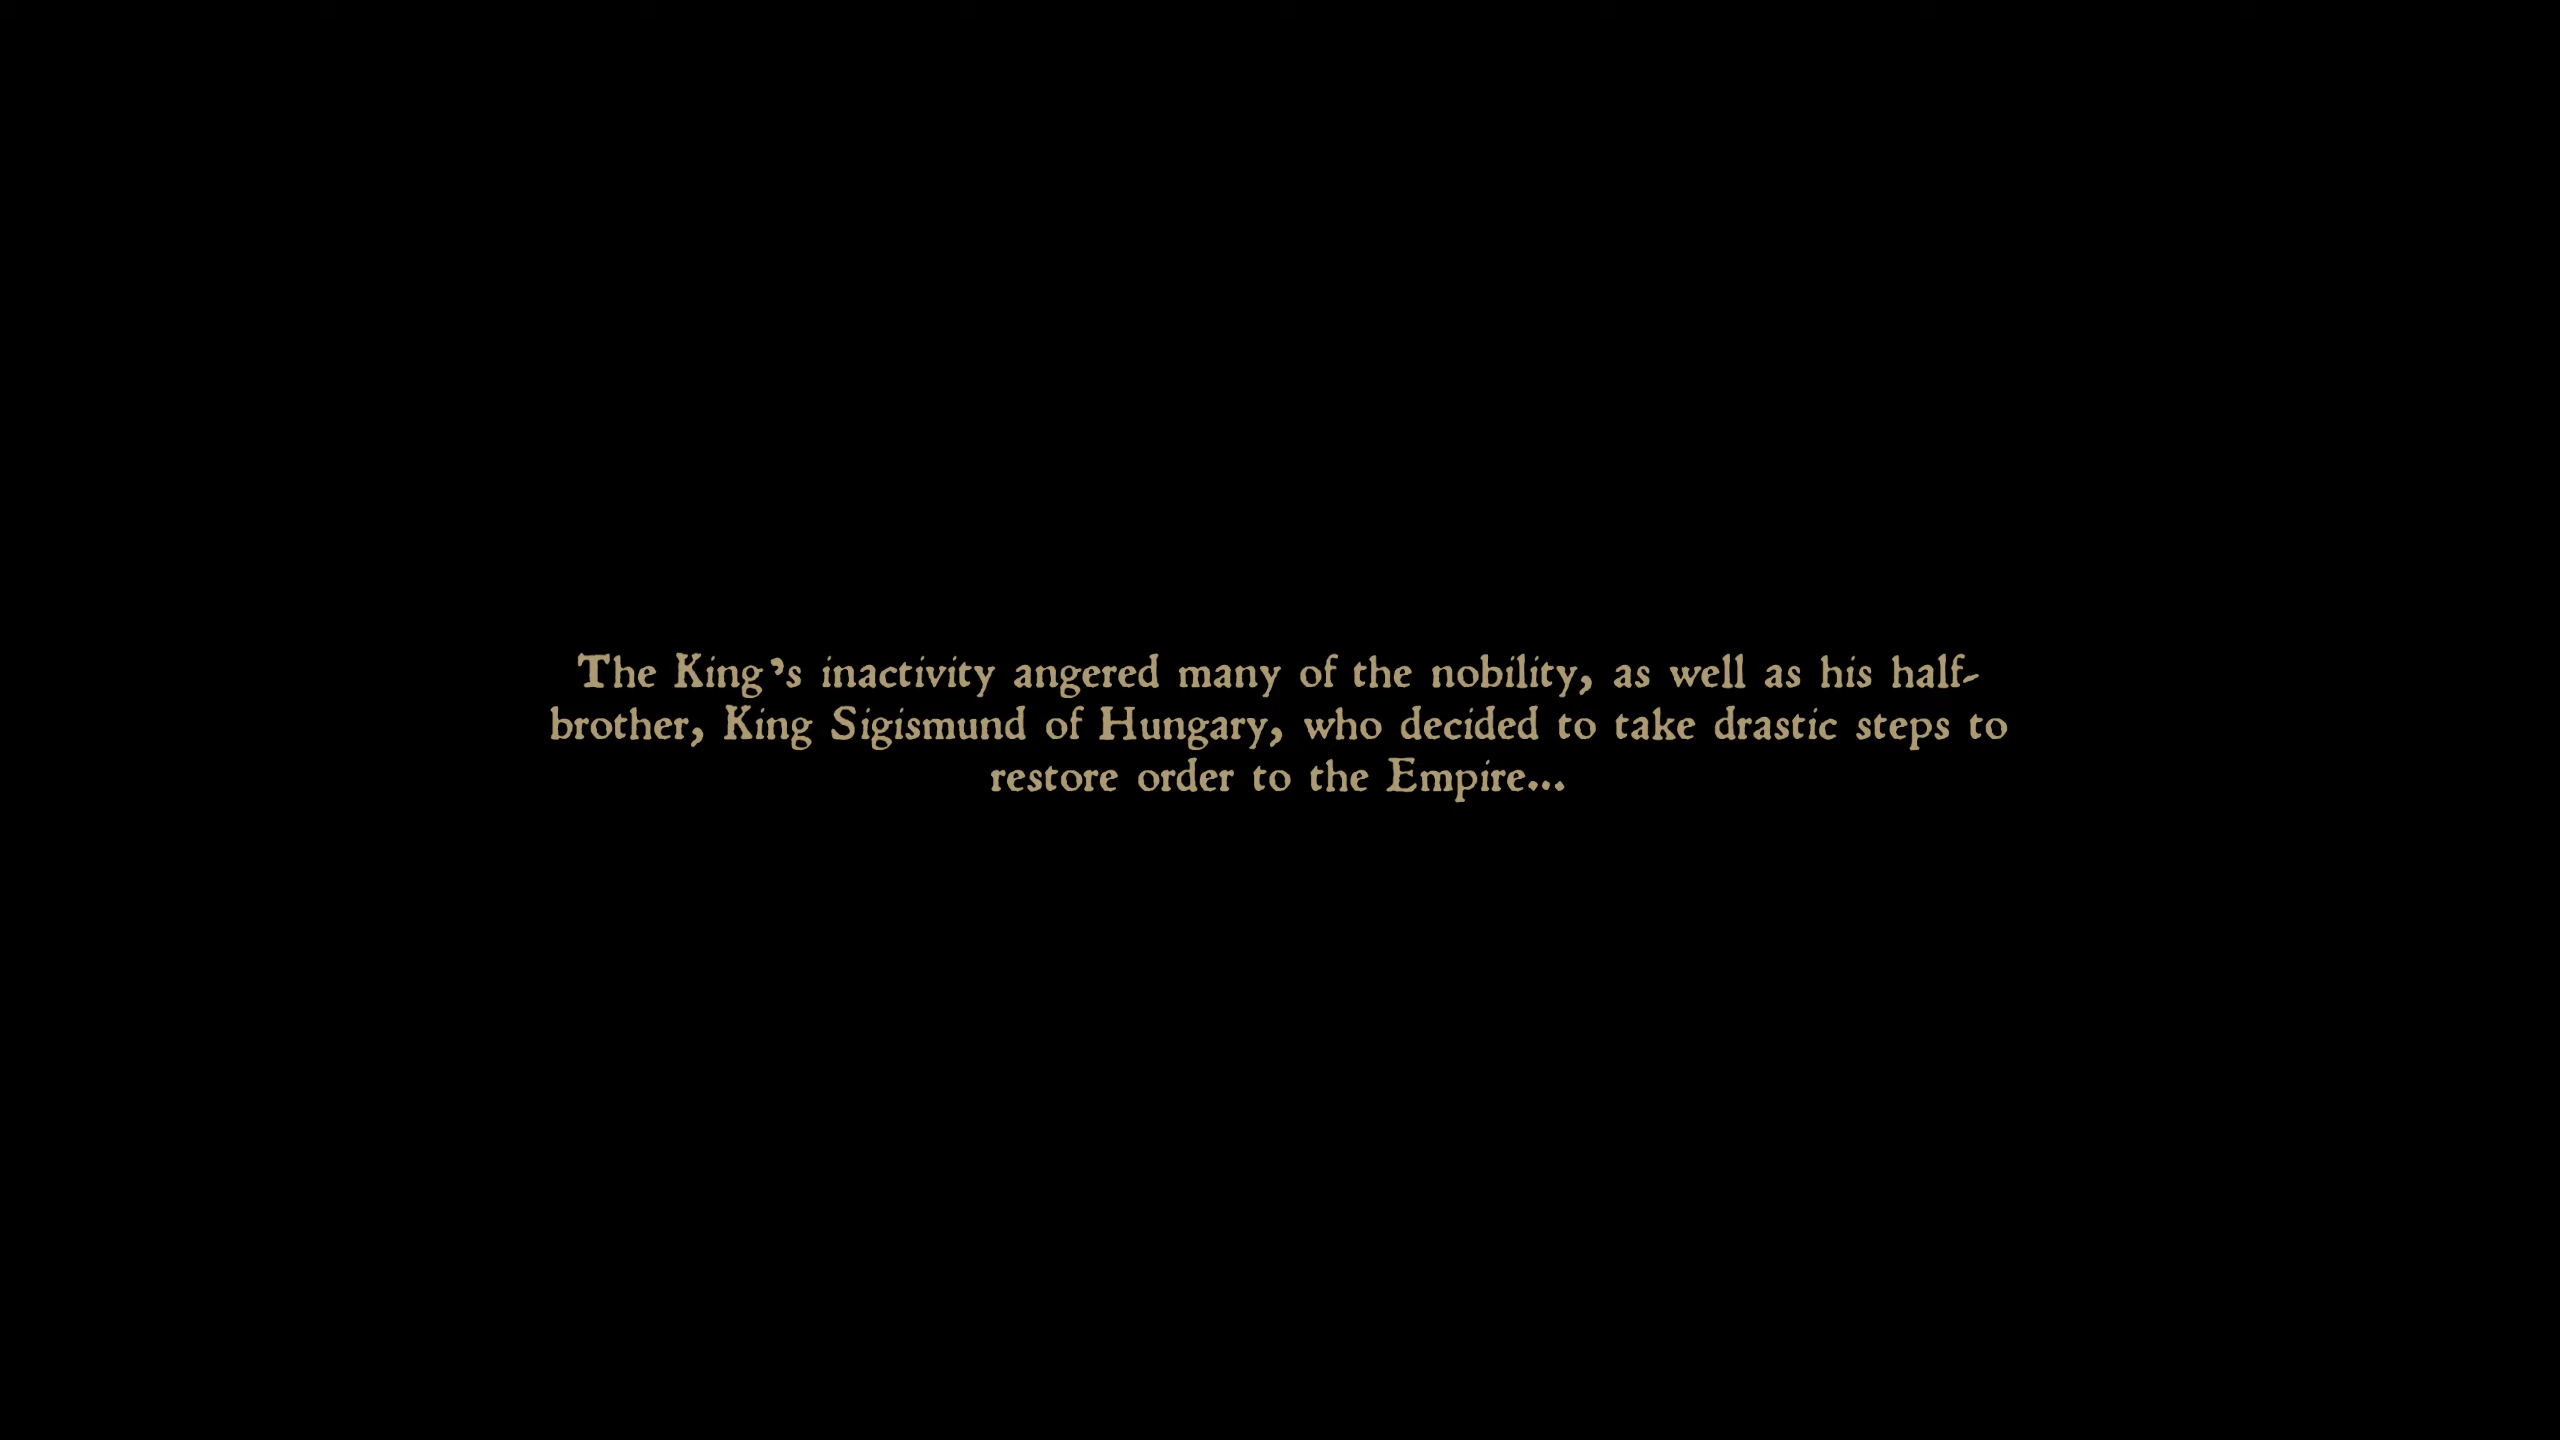 The King's inactivity angered many of the nobility, as well as his half-
brother, King Sigismund of Hungary, who decided to take drastic steps to
restore order to the Empire...